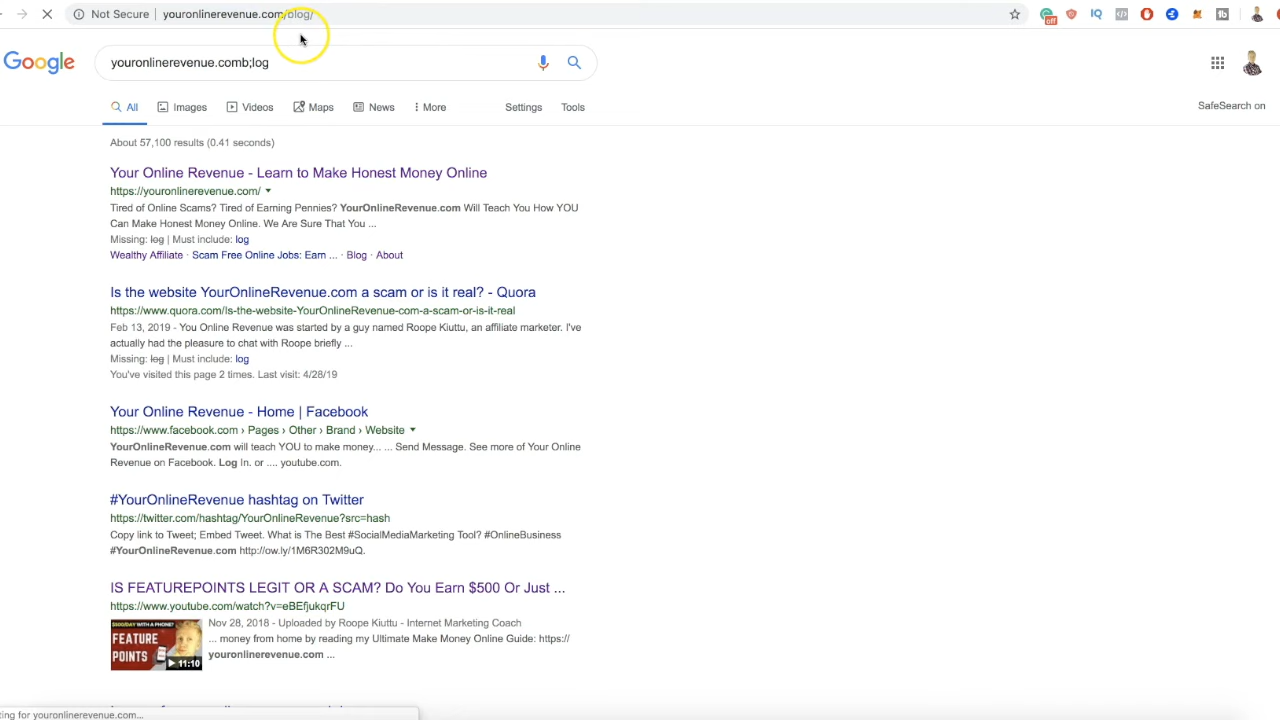 Not Secure | youronlinerevenue.com/blog/
off
IQ
Google
youronlinerevenue.comb;log
All
Images
Videos
Maps
News
More
Settings
Tools
SafeSearch on
About 57,100 results (0.41 seconds)
Your Online Revenue - Learn to Make Honest Money Online
https://youronlinerevenue.com/
Tired of Online Scams? Tired of Earning Pennies? YourOnlineRevenue.com Will Teach You How YOU
Can Make Honest Money Online. We Are Sure That You ...
Missing: log | Must include: log
Wealthy Affiliate · Scam Free Online Jobs: Earn ... · Blog · About
Is the website YourOnlineRevenue.com a scam or is it real? - Quora
https://www.quora.com/Is-the-website-YourOnlineRevenue-com-a-scam-or-is-it-real
Feb 13, 2019 - You Online Revenue was started by a guy named Roope Kiuttu, an affiliate marketer. I've
actually had the pleasure to chat with Roope briefly ...
Missing: log | Must include: log
You've visited this page 2 times. Last visit: 4/28/19
Your Online Revenue - Home | Facebook
https://www.facebook.com › Pages › Other › Brand › Website
YourOnlineRevenue.com will teach YOU to make money... ... Send Message. See more of Your Online
Revenue on Facebook. Log In. or .... youtube.com.
#YourOnlineRevenue hashtag on Twitter
https://twitter.com/hashtag/YourOnlineRevenue?src=hash
Copy link to Tweet; Embed Tweet. What is The Best #SocialMediaMarketing Tool? #OnlineBusiness
#YourOnlineRevenue.com http://ow.ly/1M6R302M9uQ.
IS FEATUREPOINTS LEGIT OR A SCAM? Do You Earn $500 Or Just ...
https://www.youtube.com/watch?v=eBEfjukqrFU
Nov 28, 2018 - Uploaded by Roope Kiuttu - Internet Marketing Coach
... money from home by reading my Ultimate Make Money Online Guide: https://
youronlinerevenue.com ...
$500/DAY WITH A PHONE?
FEATURE
POINTS
11:10
ting for youronlinerevenue.com...